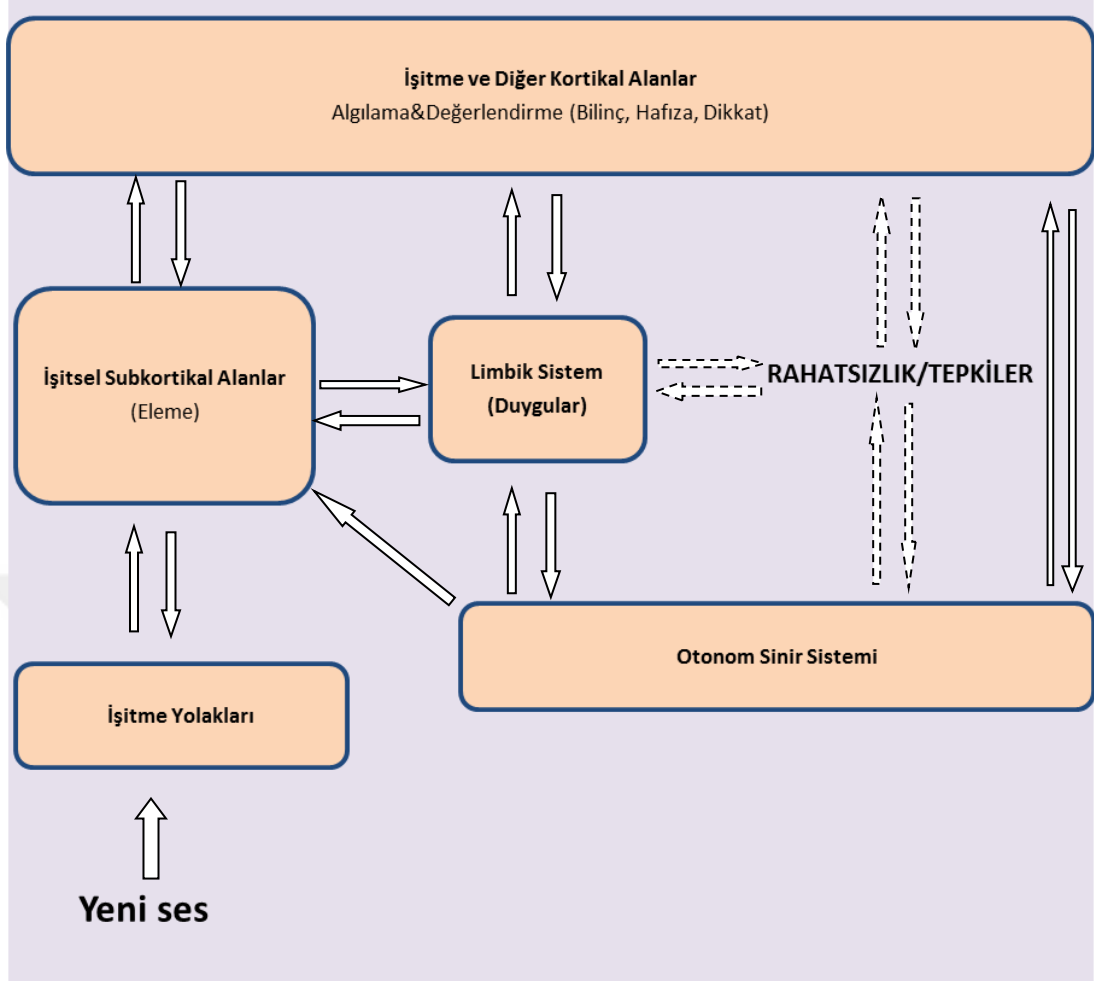 İşitme ve Diğer Kortikal Alanlar
Algılama&Değerlendirme (Bilinç, Hafıza, Dikkat)
İşitsel Subkortikal Alanlar
(Eleme)
Limbik Sistem
(Duygular)
RAHATSIZLIK/TEPKİLER
Otonom Sinir Sistemi
İşitme Yolakları
Yeni ses